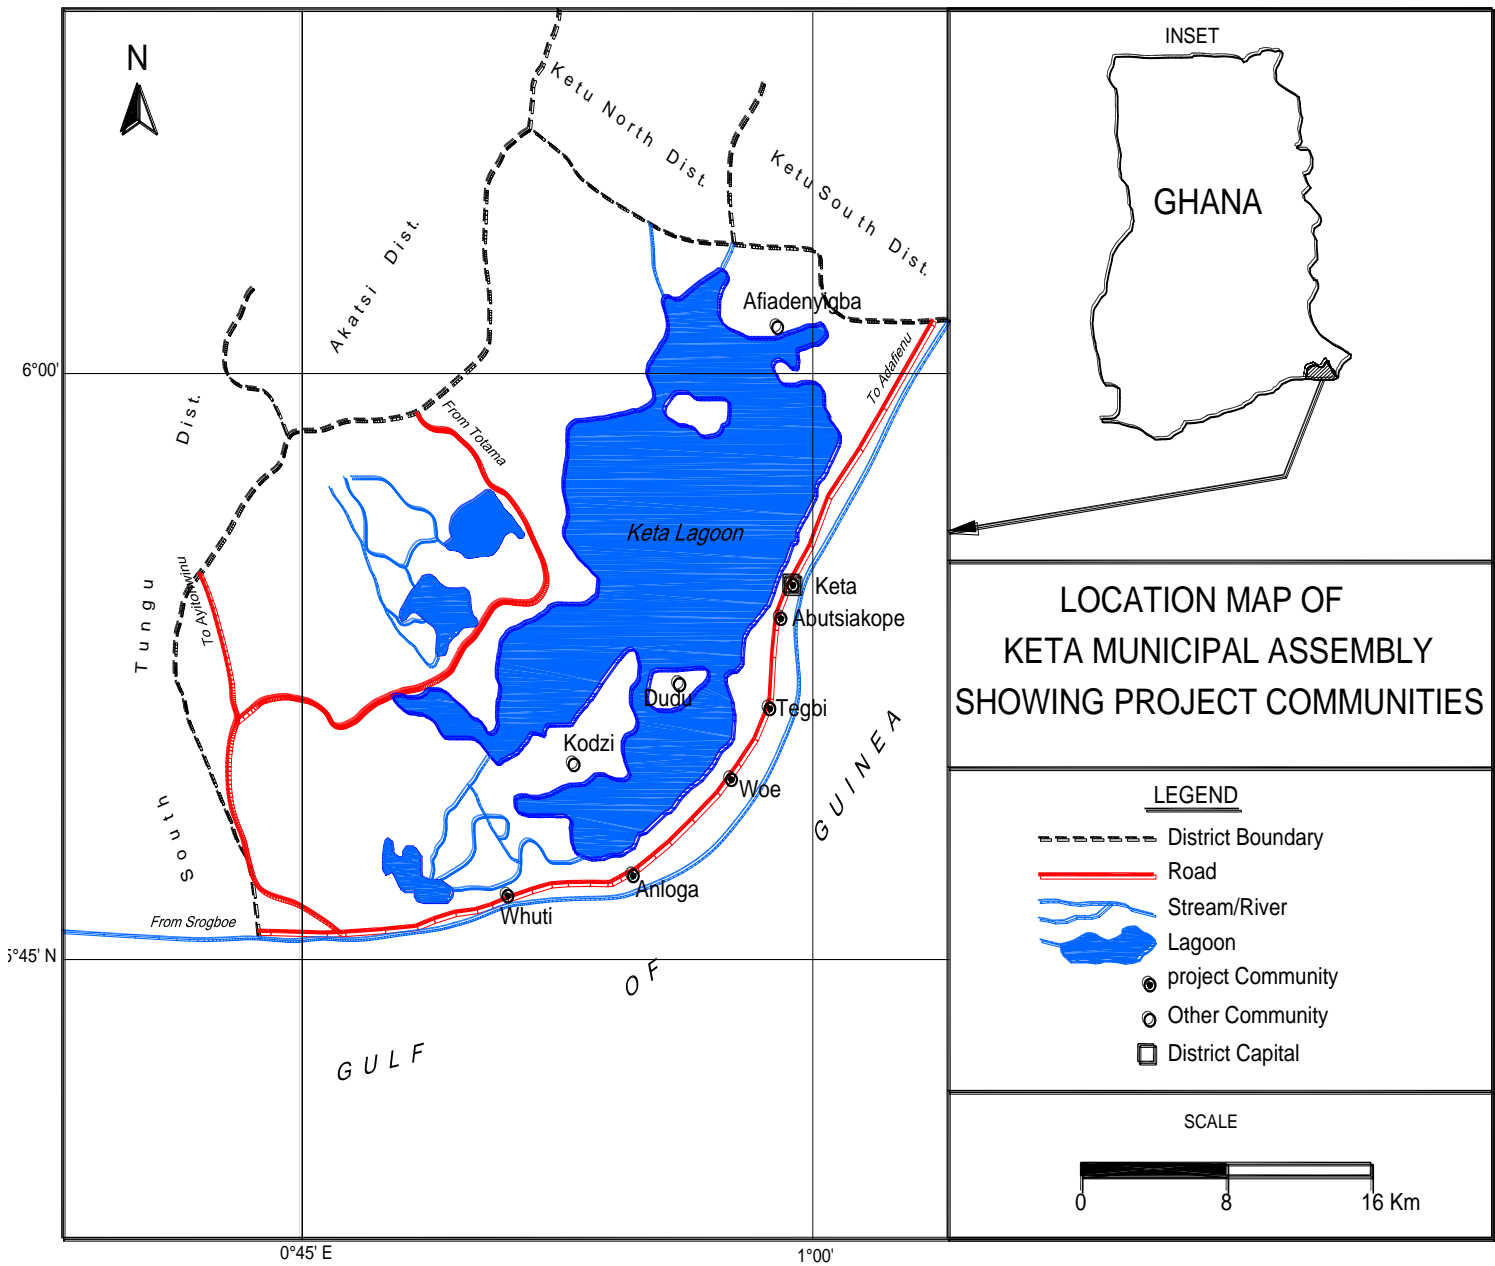 N
Ketu North Dist.
Ketu South Dist.
Akatsi Dist.
Afiadenyigba
6°00'
To Adafienu
From Totama
Dist.
Keta Lagoon
Tungu
Keta
Abutsiakope
Dudu
Tegbi
Kodzi
Woe
South
Anloga
Whuti
From Srogboe
5°45' N
GULF
OF
GUINEA
0°45' E
1°00'
INSET
GHANA
LOCATION MAP OF
KETA MUNICIPAL ASSEMBLY
SHOWING PROJECT COMMUNITIES
LEGEND
District Boundary
Road
Stream/River
Lagoon
project Community
Other Community
District Capital
SCALE
0 8 16 Km